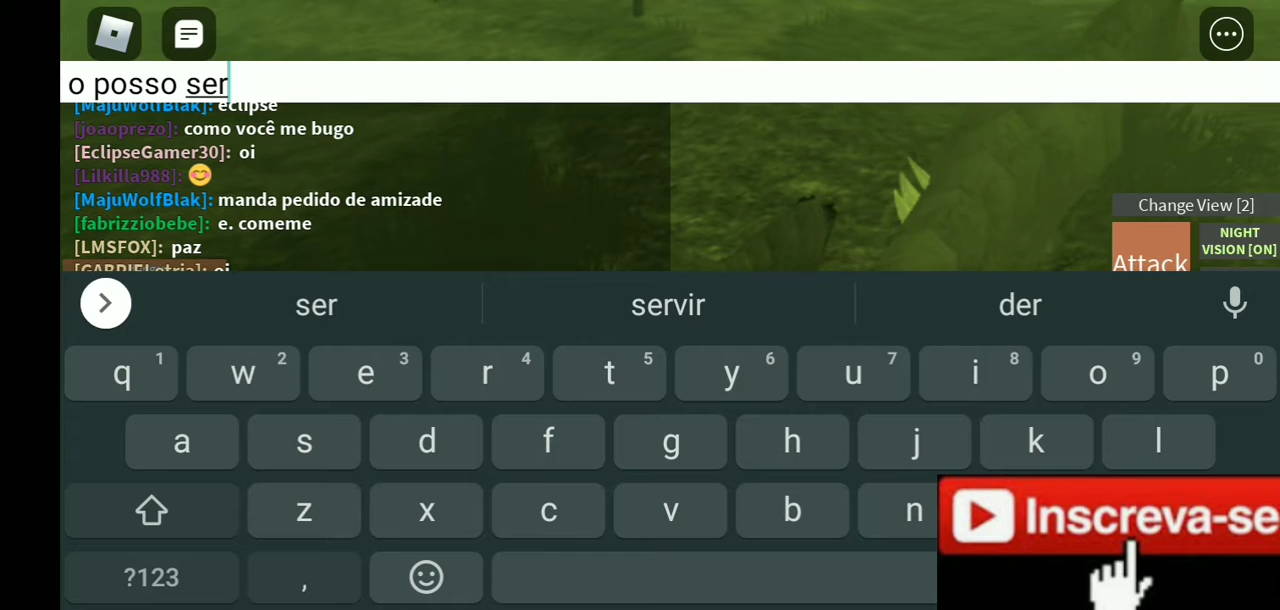 o posso ser
[MajuWolfBlak]: eclipse
[joaoprezo]: como você me bugo
[EclipseGamer30]: oi
[Lilkilla988]: 😊
[MajuWolfBlak]: manda pedido de amizade
[fabrizziobebe]: e. comeme
[LMSFOX]: paz
oi
Change View [2]
NIGHT
VISION [ON]
Attack
ser servir der
q 1 w 2 e 3 r 4 t 5 y 6 u 7 i 8 o 9 p 0
a s d f g h j k l
z x c v b n
Inscreva-se
?123 ,